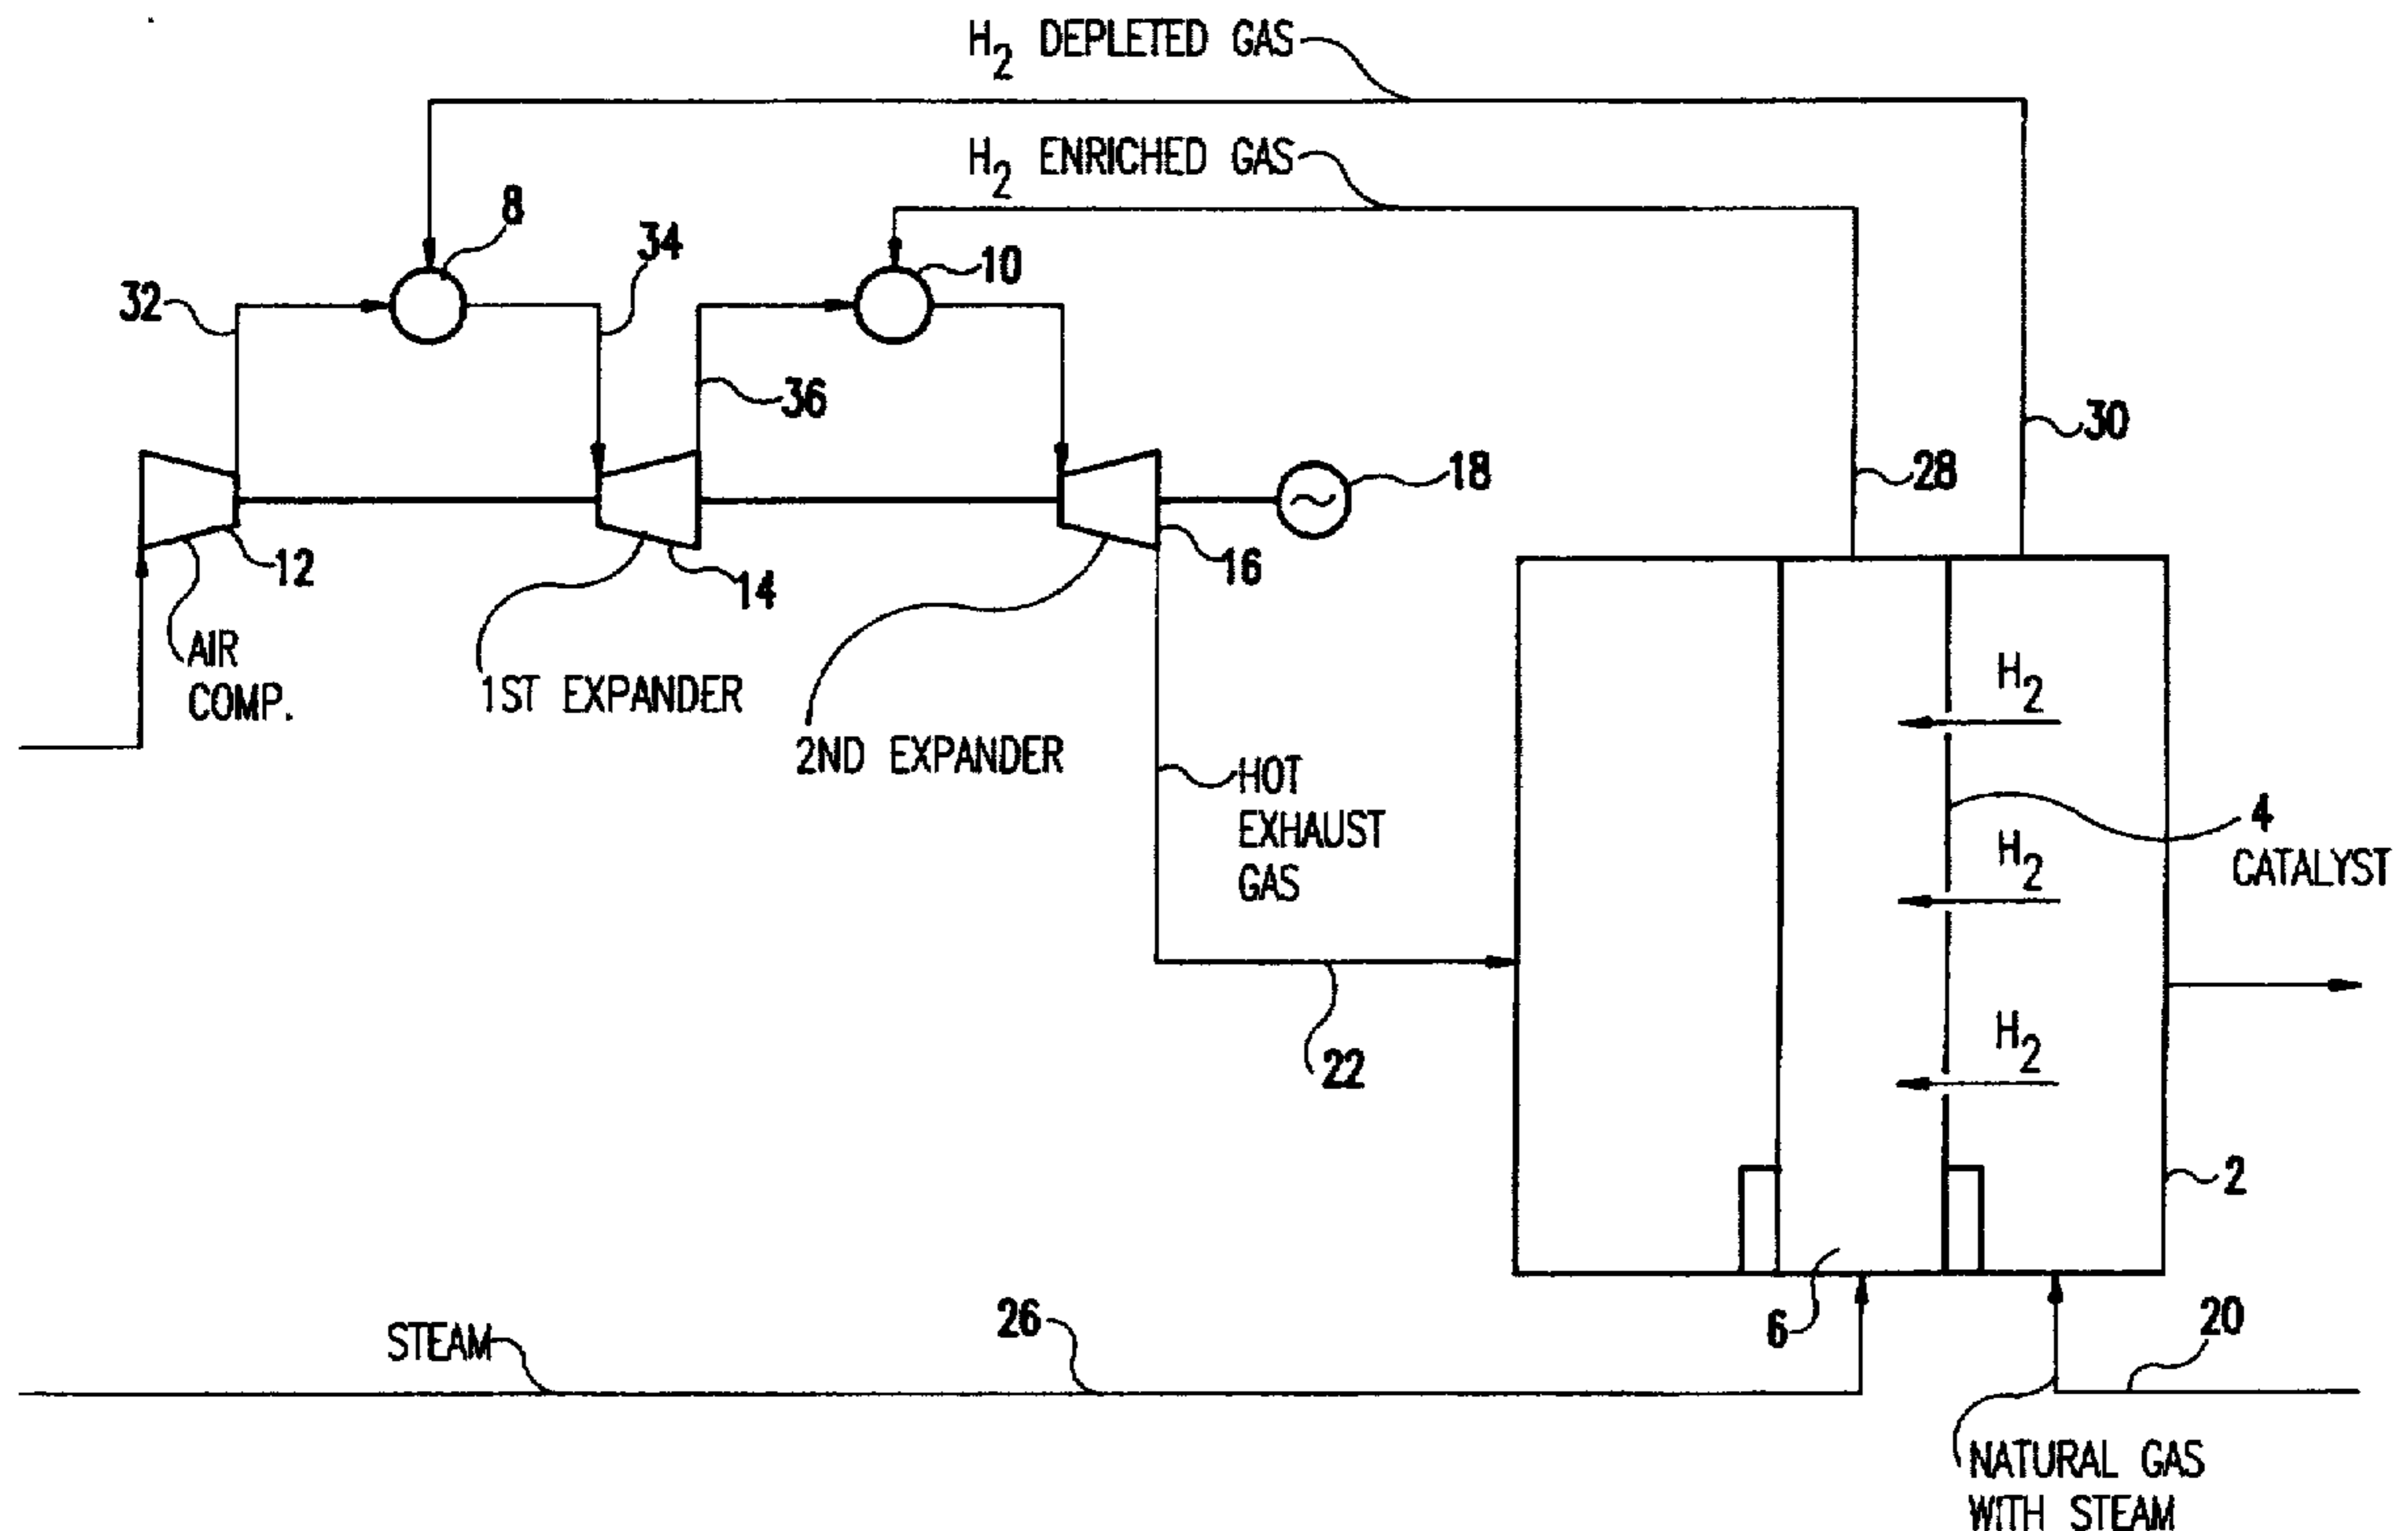 H2 DEPLETED GAS
H2 ENRICHED GAS
8
34
10
32
36
30
18
28
12
14
16
AIR
COMP.
1ST EXPANDER
2ND EXPANDER
HOT
EXHAUST
GAS
H2
4
CATALYST
H2
H2
22
2
STEAM
26
6
20
NATURAL GAS
WITH STEAM